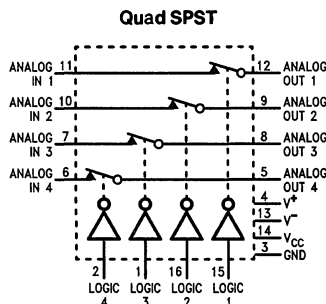 Quad SPST
ANALOG IN 1 11 12 ANALOG OUT 1
ANALOG IN 2 10 9 ANALOG OUT 2
ANALOG IN 3 7 8 ANALOG OUT 3
ANALOG IN 4 6 5 ANALOG OUT 4
4 V+
13 V−
14 VCC
3 GND
2 1 16 15
LOGIC 4 LOGIC 3 LOGIC 2 LOGIC 1